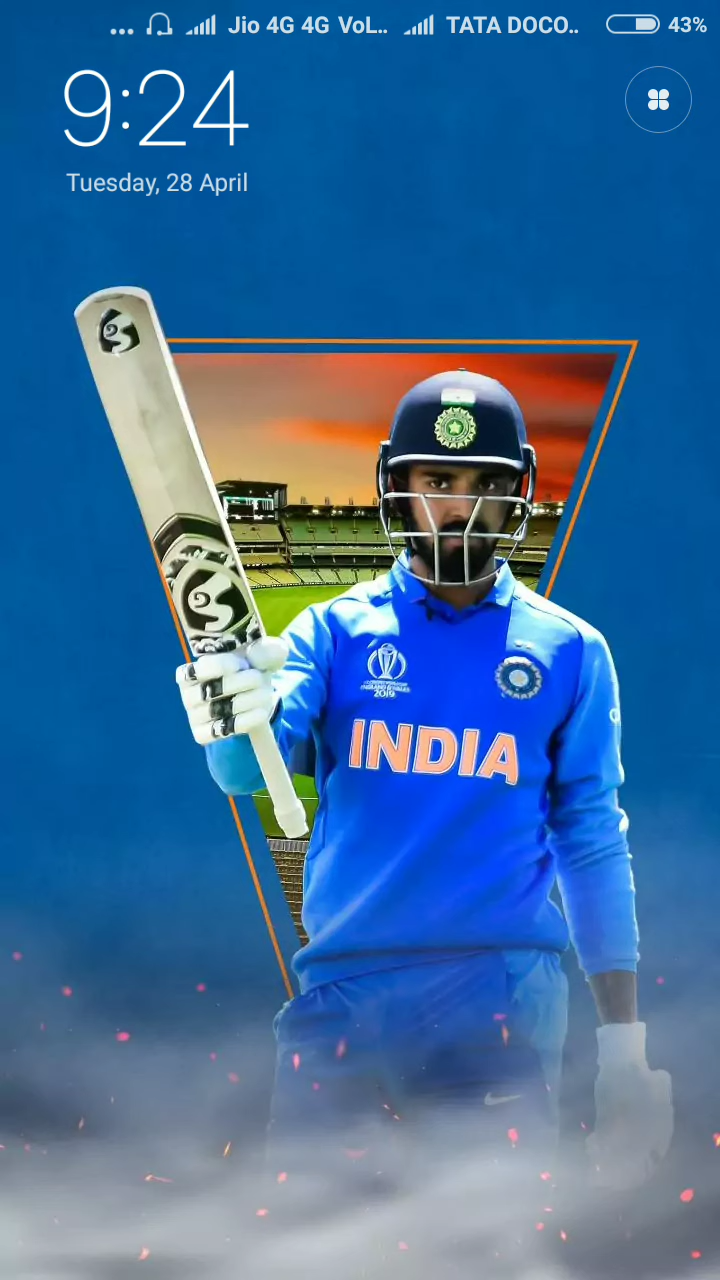 ... Jio 4G 4G VoL.. TATA DOCO.. 43%
9:24
Tuesday, 28 April
2019
INDIA